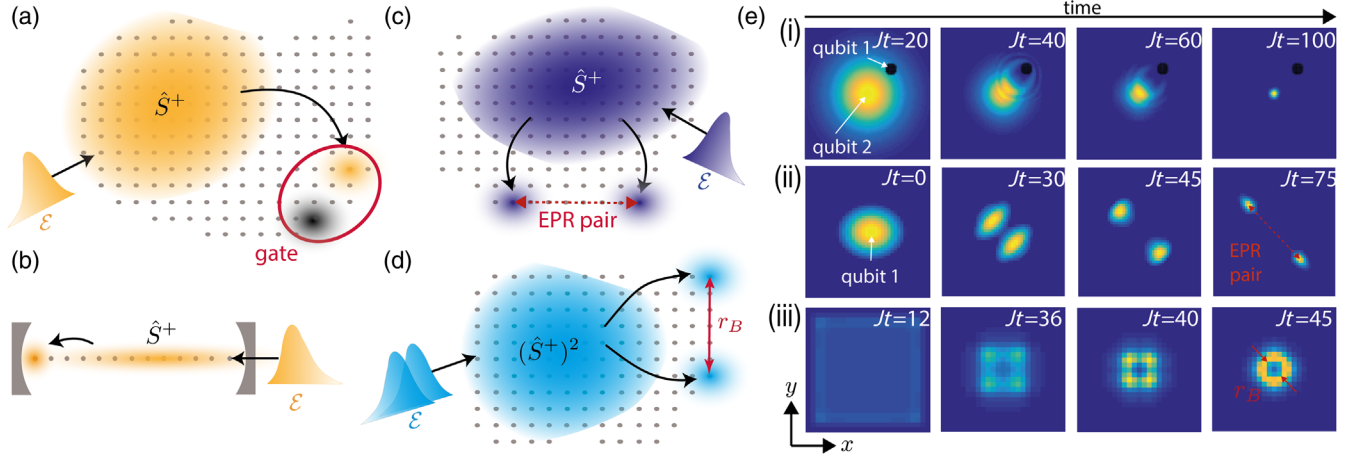 (a)
Ŝ⁺
ℰ
gate
(b)
Ŝ⁺
ℰ
(c)
Ŝ⁺
ℰ
EPR pair
(d)
(Ŝ⁺)²
r_B
ℰ
(e)
time
(i)
qubit 1
qubit 2
Jt=20
Jt=40
Jt=60
Jt=100
(ii)
Jt=0
qubit 1
Jt=30
Jt=45
Jt=75
EPR
pair
(iii)
Jt=12
Jt=36
Jt=40
Jt=45
r_B
y
x